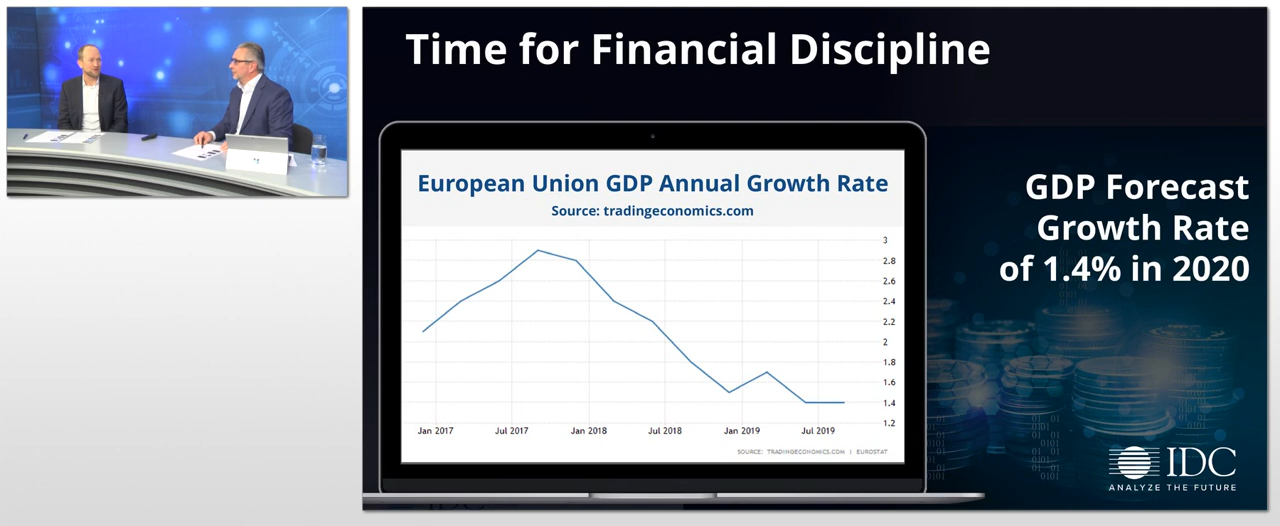 Time for Financial Discipline
European Union GDP Annual Growth Rate
Source: tradingeconomics.com
3
2.8
2.6
2.4
2.2
2
1.8
1.6
1.4
1.2
Jan 2017
Jul 2017
Jan 2018
Jul 2018
Jan 2019
Jul 2019
SOURCE: TRADINGECONOMICS.COM | EUROSTAT
GDP Forecast
Growth Rate
of 1.4% in 2020
IDC
ANALYZE THE FUTURE